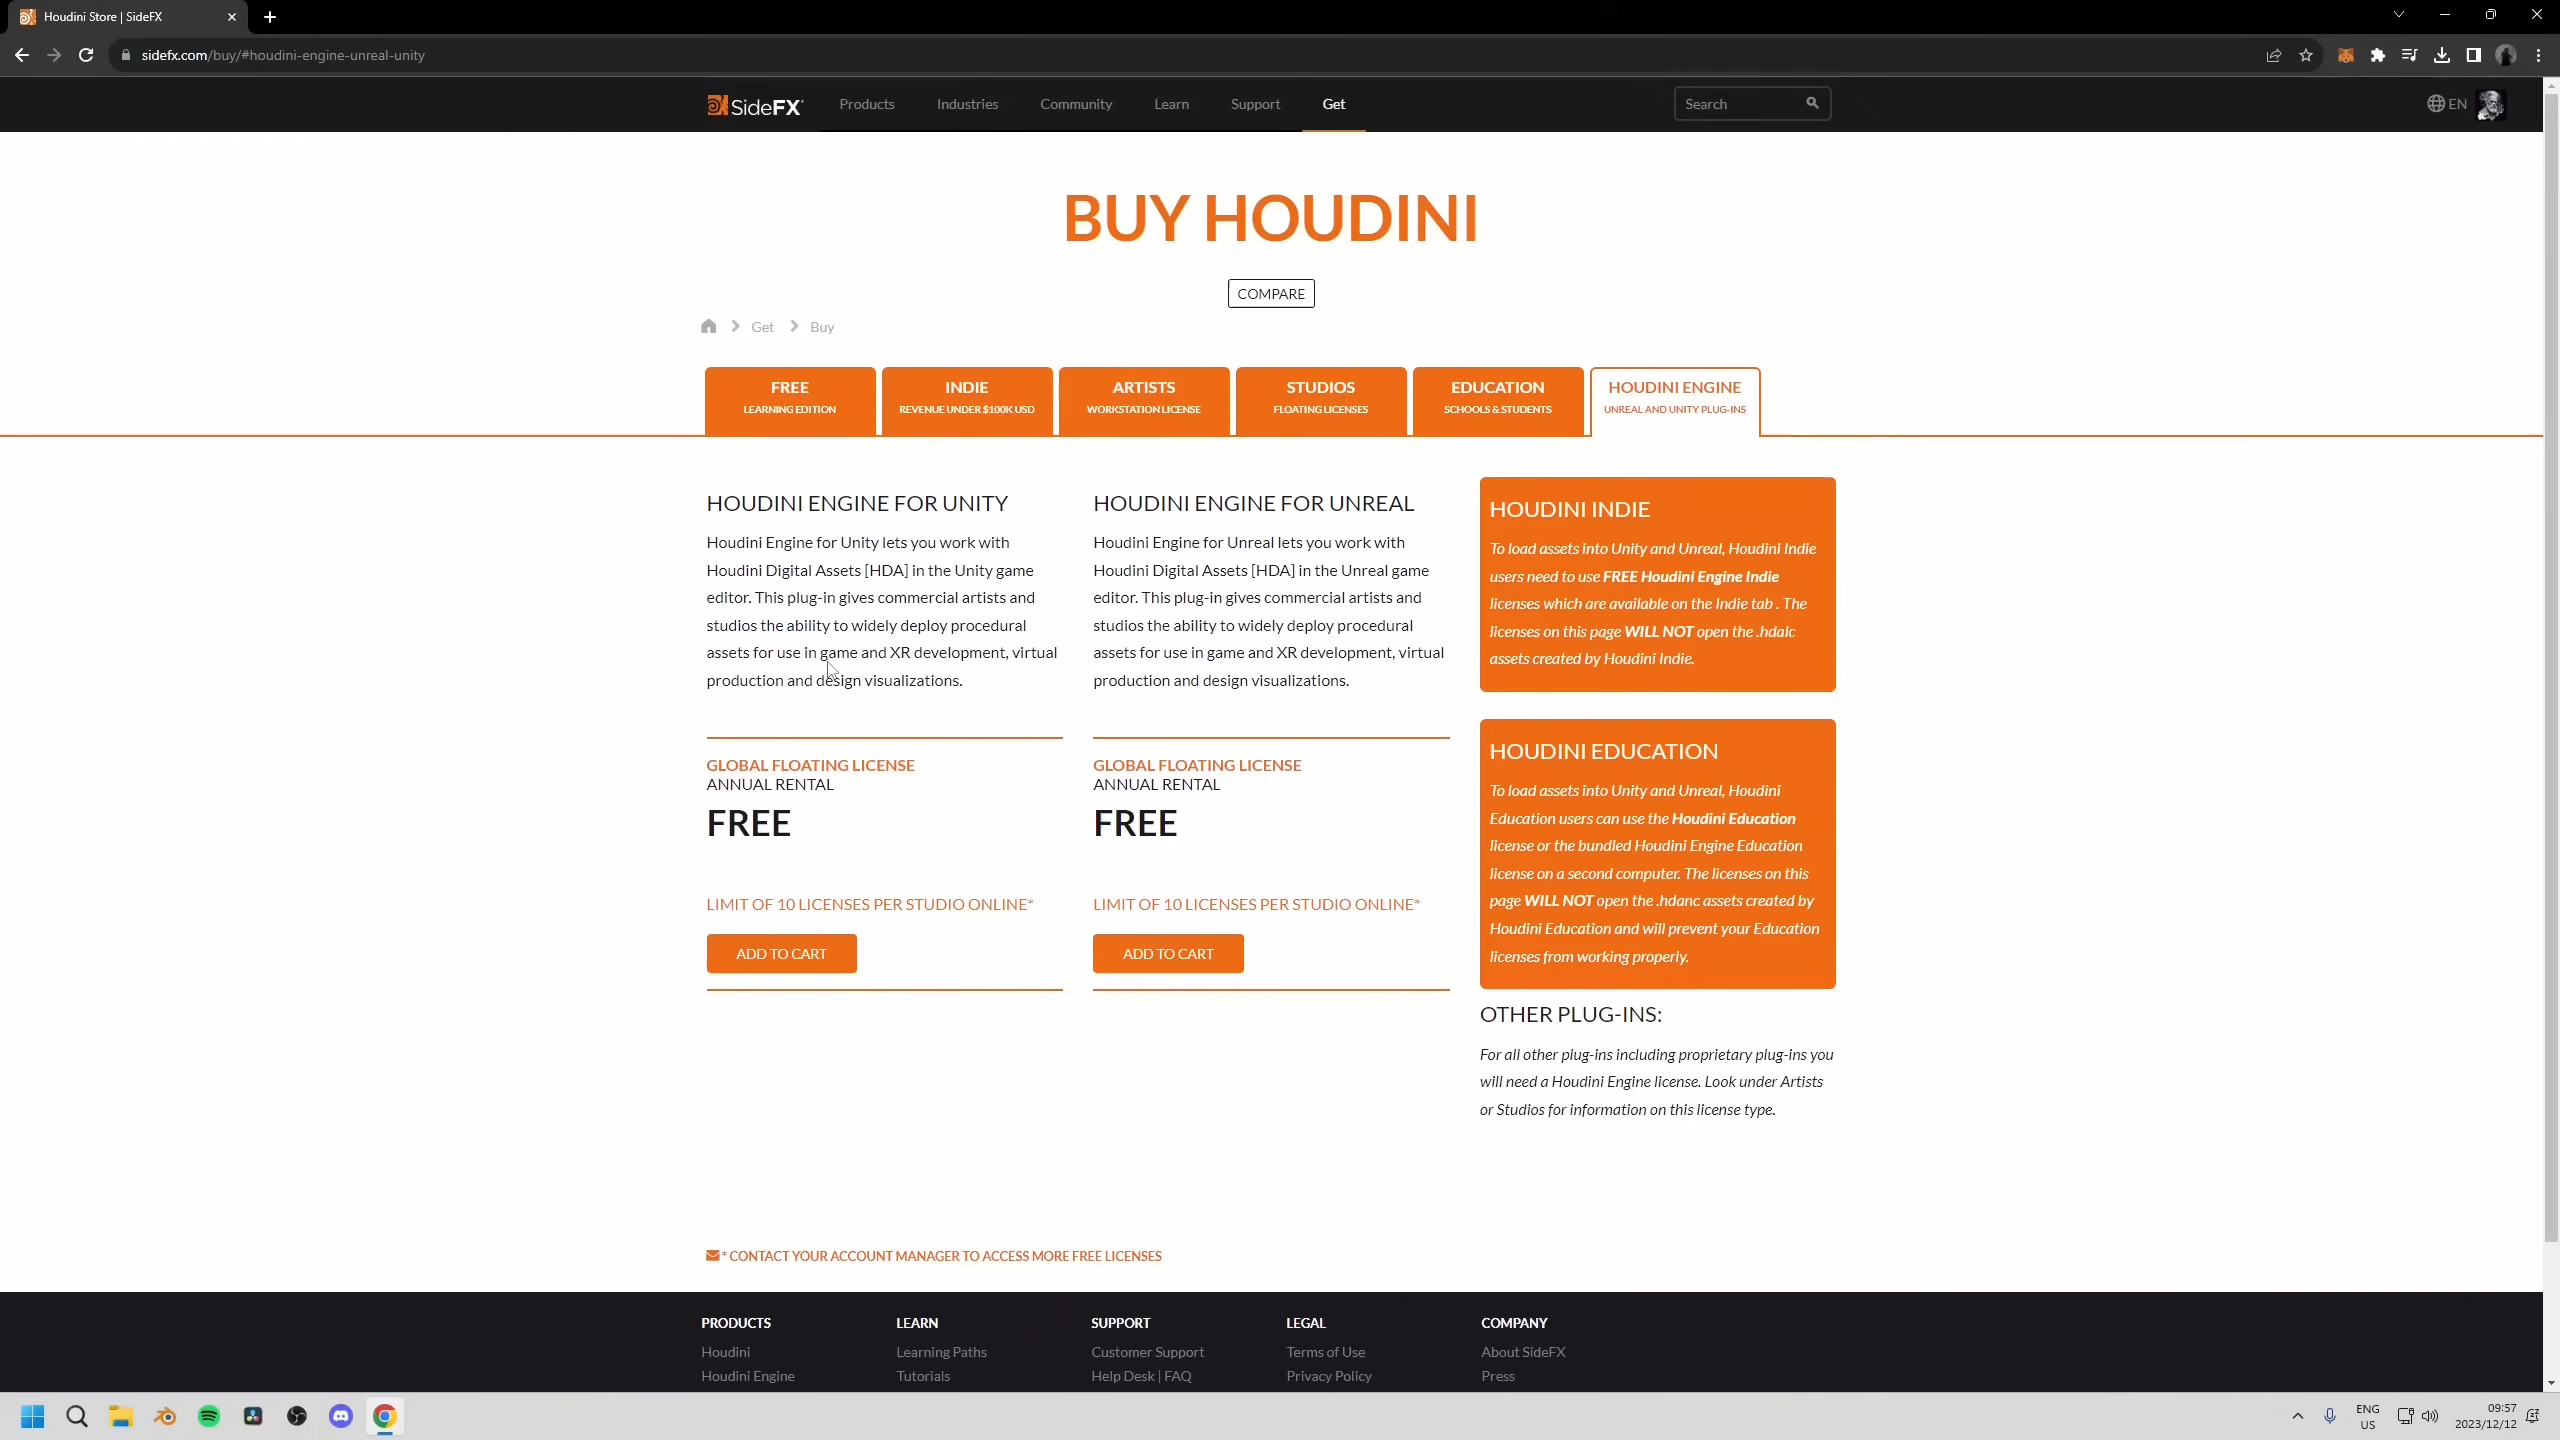 Houdini Store | SideFX
sidefx.com/buy/#houdini-engine-unreal-unity
SideFX
Products
Industries
Community
Learn
Support
Get
Search
EN
BUY HOUDINI
COMPARE
Get
Buy
FREE
LEARNING EDITION
INDIE
REVENUE UNDER $100K USD
ARTISTS
WORKSTATION LICENSE
STUDIOS
FLOATING LICENSES
EDUCATION
SCHOOLS & STUDENTS
HOUDINI ENGINE
UNREAL AND UNITY PLUG-INS
HOUDINI ENGINE FOR UNITY
Houdini Engine for Unity lets you work with
Houdini Digital Assets [HDA] in the Unity game
editor. This plug-in gives commercial artists and
studios the ability to widely deploy procedural
assets for use in game and XR development, virtual
production and design visualizations.
GLOBAL FLOATING LICENSE
ANNUAL RENTAL
FREE
LIMIT OF 10 LICENSES PER STUDIO ONLINE*
ADD TO CART
HOUDINI ENGINE FOR UNREAL
Houdini Engine for Unreal lets you work with
Houdini Digital Assets [HDA] in the Unreal game
editor. This plug-in gives commercial artists and
studios the ability to widely deploy procedural
assets for use in game and XR development, virtual
production and design visualizations.
GLOBAL FLOATING LICENSE
ANNUAL RENTAL
FREE
LIMIT OF 10 LICENSES PER STUDIO ONLINE*
ADD TO CART
HOUDINI INDIE
To load assets into Unity and Unreal, Houdini Indie
users need to use FREE Houdini Engine Indie
licenses which are available on the Indie tab . The
licenses on this page WILL NOT open the .hdalc
assets created by Houdini Indie.
HOUDINI EDUCATION
To load assets into Unity and Unreal, Houdini
Education users can use the Houdini Education
license or the bundled Houdini Engine Education
license on a second computer. The licenses on this
page WILL NOT open the .hdanc assets created by
Houdini Education and will prevent your Education
licenses from working properly.
OTHER PLUG-INS:
For all other plug-ins including proprietary plug-ins you
will need a Houdini Engine license. Look under Artists
or Studios for information on this license type.
* CONTACT YOUR ACCOUNT MANAGER TO ACCESS MORE FREE LICENSES
PRODUCTS
Houdini
Houdini Engine
LEARN
Learning Paths
Tutorials
SUPPORT
Customer Support
Help Desk | FAQ
LEGAL
Terms of Use
Privacy Policy
COMPANY
About SideFX
Press
ENG
US
09:57
2023/12/12